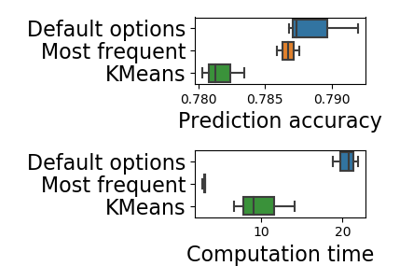 Default options
Most frequent
KMeans
0.780 0.785 0.790
Prediction accuracy
Default options
Most frequent
KMeans
10 20
Computation time